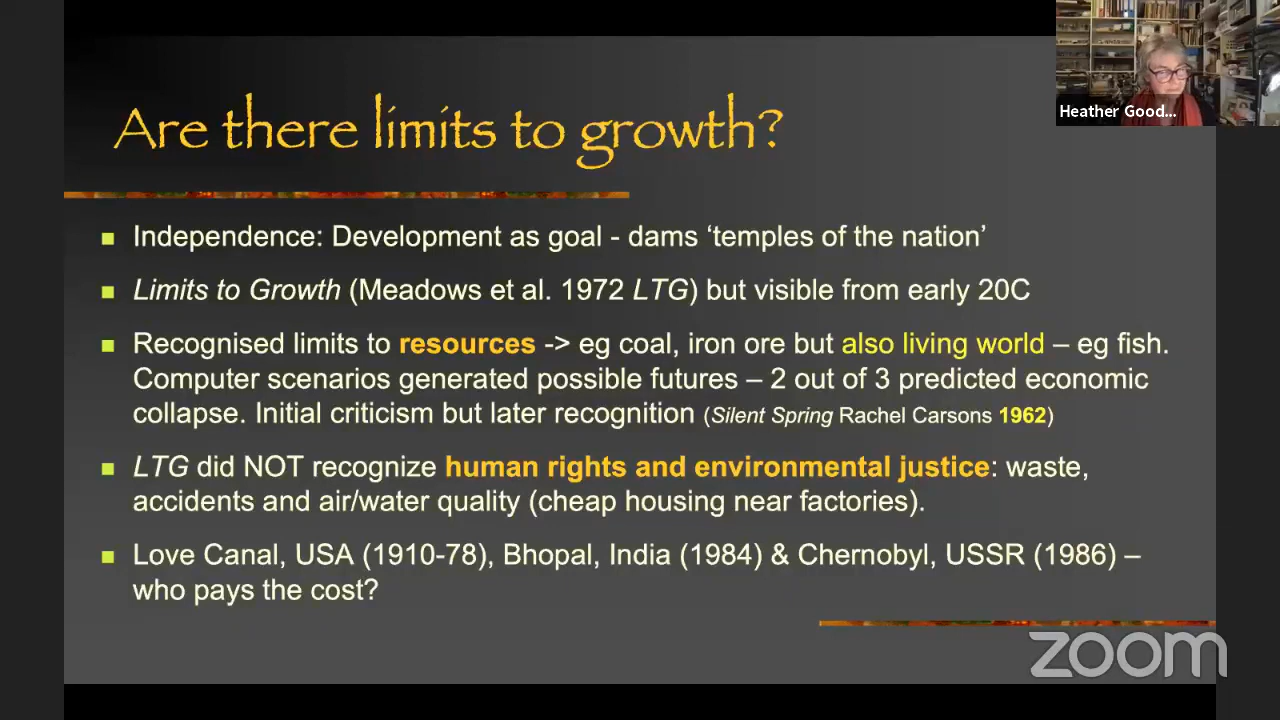 Heather Good...
Are there limits to growth?
Independence: Development as goal - dams ‘temples of the nation’
Limits to Growth (Meadows et al. 1972 LTG) but visible from early 20C
Recognised limits to resources -> eg coal, iron ore but also living world – eg fish.
Computer scenarios generated possible futures – 2 out of 3 predicted economic
collapse. Initial criticism but later recognition (Silent Spring Rachel Carsons 1962)
LTG did NOT recognize human rights and environmental justice: waste,
accidents and air/water quality (cheap housing near factories).
Love Canal, USA (1910-78), Bhopal, India (1984) & Chernobyl, USSR (1986) –
who pays the cost?
zoom